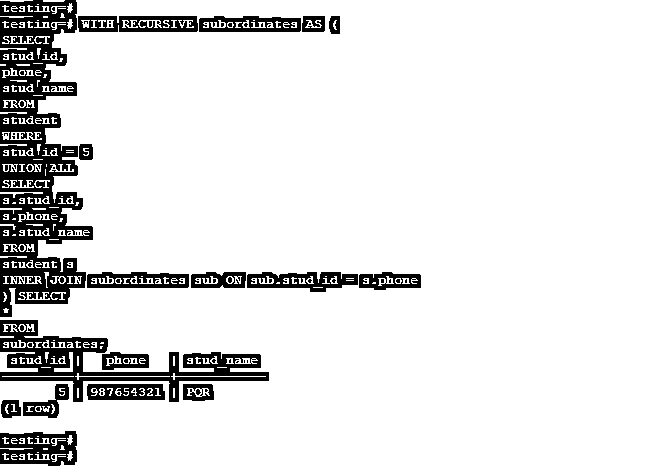 testing=#
testing=# WITH RECURSIVE subordinates AS (
SELECT
stud_id,
phone,
stud_name
FROM
student
WHERE
stud_id = 5
UNION ALL
SELECT
s.stud_id,
s.phone,
s.stud_name
FROM
student s
INNER JOIN subordinates sub ON sub.stud_id = s.phone
) SELECT
*
FROM
subordinates;
stud_id | phone | stud_name
---------+-----------+-----------
5 | 987654321 | PQR
(1 row)
testing=#
testing=#